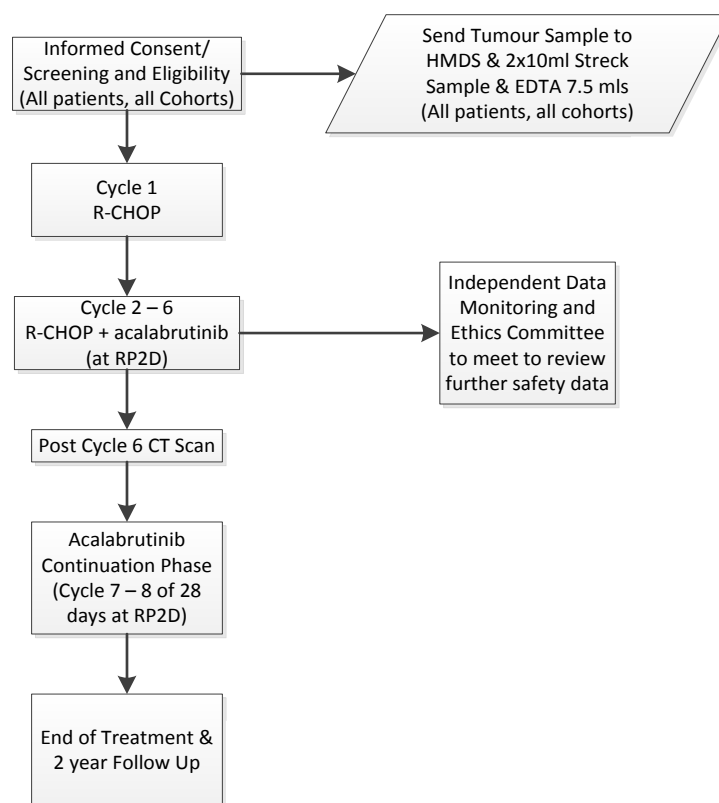 Informed Consent/
Screening and Eligibility
(All patients, all Cohorts)
Send Tumour Sample to
HMDS & 2x10ml Streck
Sample & EDTA 7.5 mls
(All patients, all cohorts)
Cycle 1
R-CHOP
Cycle 2 – 6
R-CHOP + acalabrutinib
(at RP2D)
Independent Data
Monitoring and
Ethics Committee
to meet to review
further safety data
Post Cycle 6 CT Scan
Acalabrutinib
Continuation Phase
(Cycle 7 – 8 of 28
days at RP2D)
End of Treatment &
2 year Follow Up